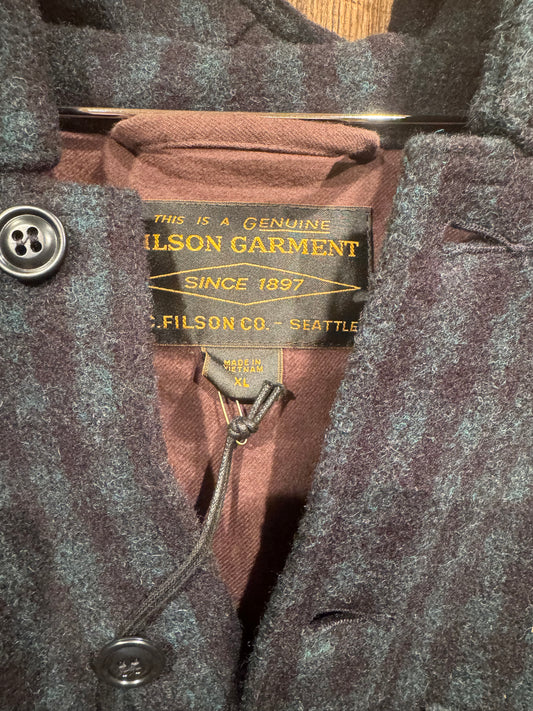 THIS IS A GENUINE
ILSON GARMENT
SINCE 1897
C. FILSON CO. - SEATTLE
MADE IN
VIETNAM
XL